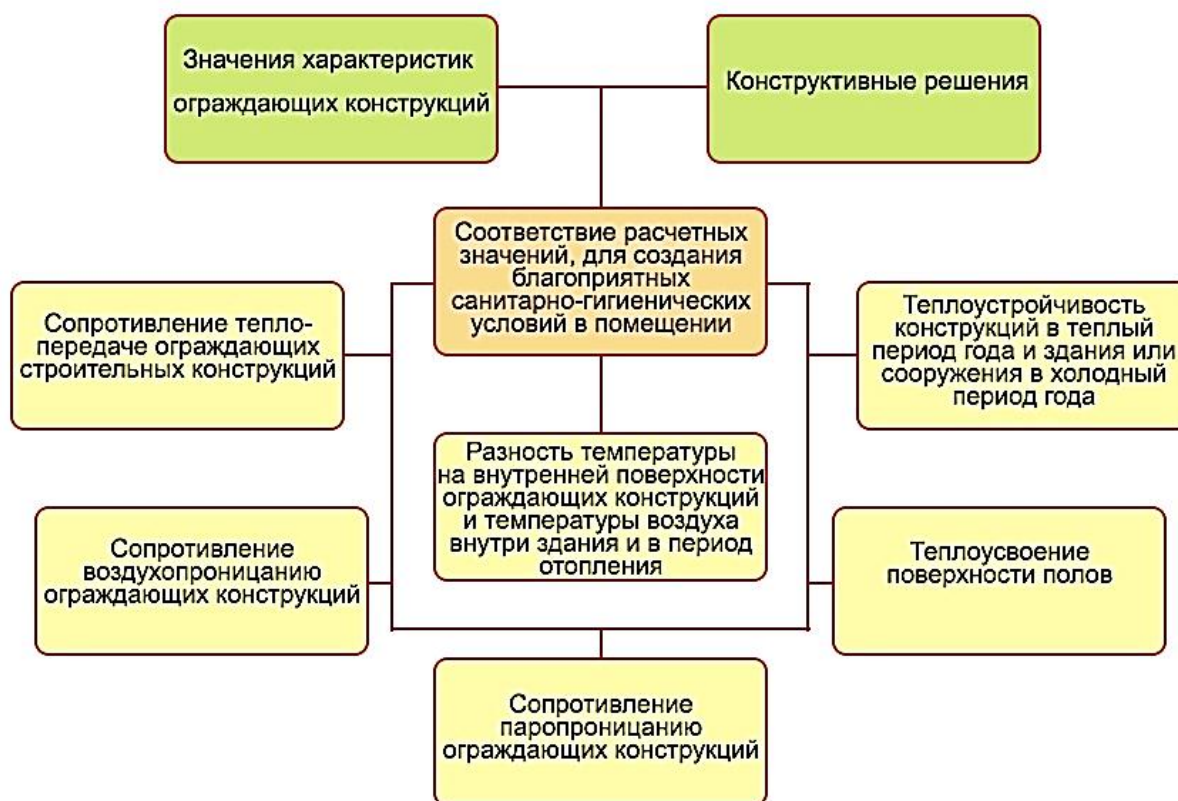 Значения характеристик
ограждающих конструкций
Конструктивные решения
Соответствие расчетных
значений, для создания
благоприятных
санитарно-гигиенических
условий в помещении
Сопротивление тепло-
передаче ограждающих
строительных конструкций
Теплоустройчивость
конструкций в теплый
период года и здания или
сооружения в холодный
период года
Разность температуры
на внутренней поверхности
ограждающих конструкций
и температуры воздуха
внутри здания и в период
отопления
Сопротивление
воздухопроницанию
ограждающих конструкций
Теплоусвоение
поверхности полов
Сопротивление
паропроницанию
ограждающих конструкций